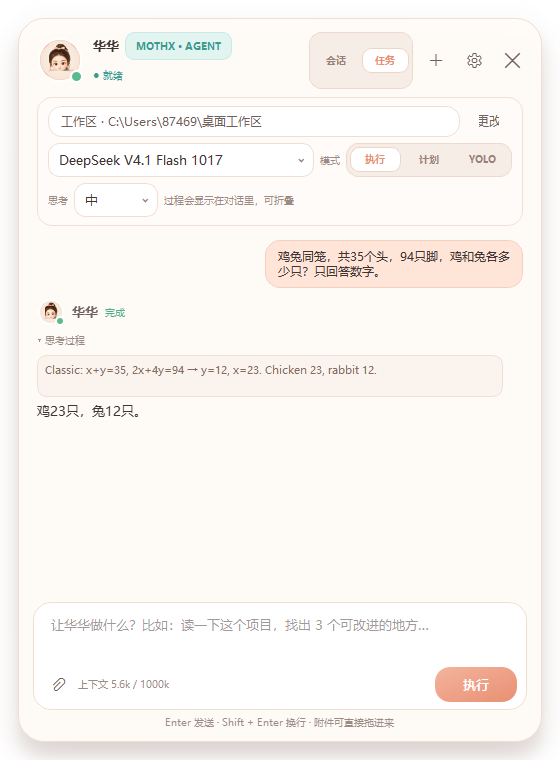 华华 MOTHX • AGENT
• 就绪
会话 任务
工作区 · C:\Users\87469\桌面工作区 更改
DeepSeek V4.1 Flash 1017 模式 执行 计划 YOLO
思考 中 过程会显示在对话里，可折叠
鸡兔同笼，共35个头，94只脚，鸡和兔各多
少只？只回答数字。
华华 完成
思考过程
Classic: x+y=35, 2x+4y=94 → y=12, x=23. Chicken 23, rabbit 12.
鸡23只，兔12只。
让华华做什么？比如：读一下这个项目，找出 3 个可改进的地方...
上下文 5.6k / 1000k 执行
Enter 发送 · Shift + Enter 换行 · 附件可直接拖进来